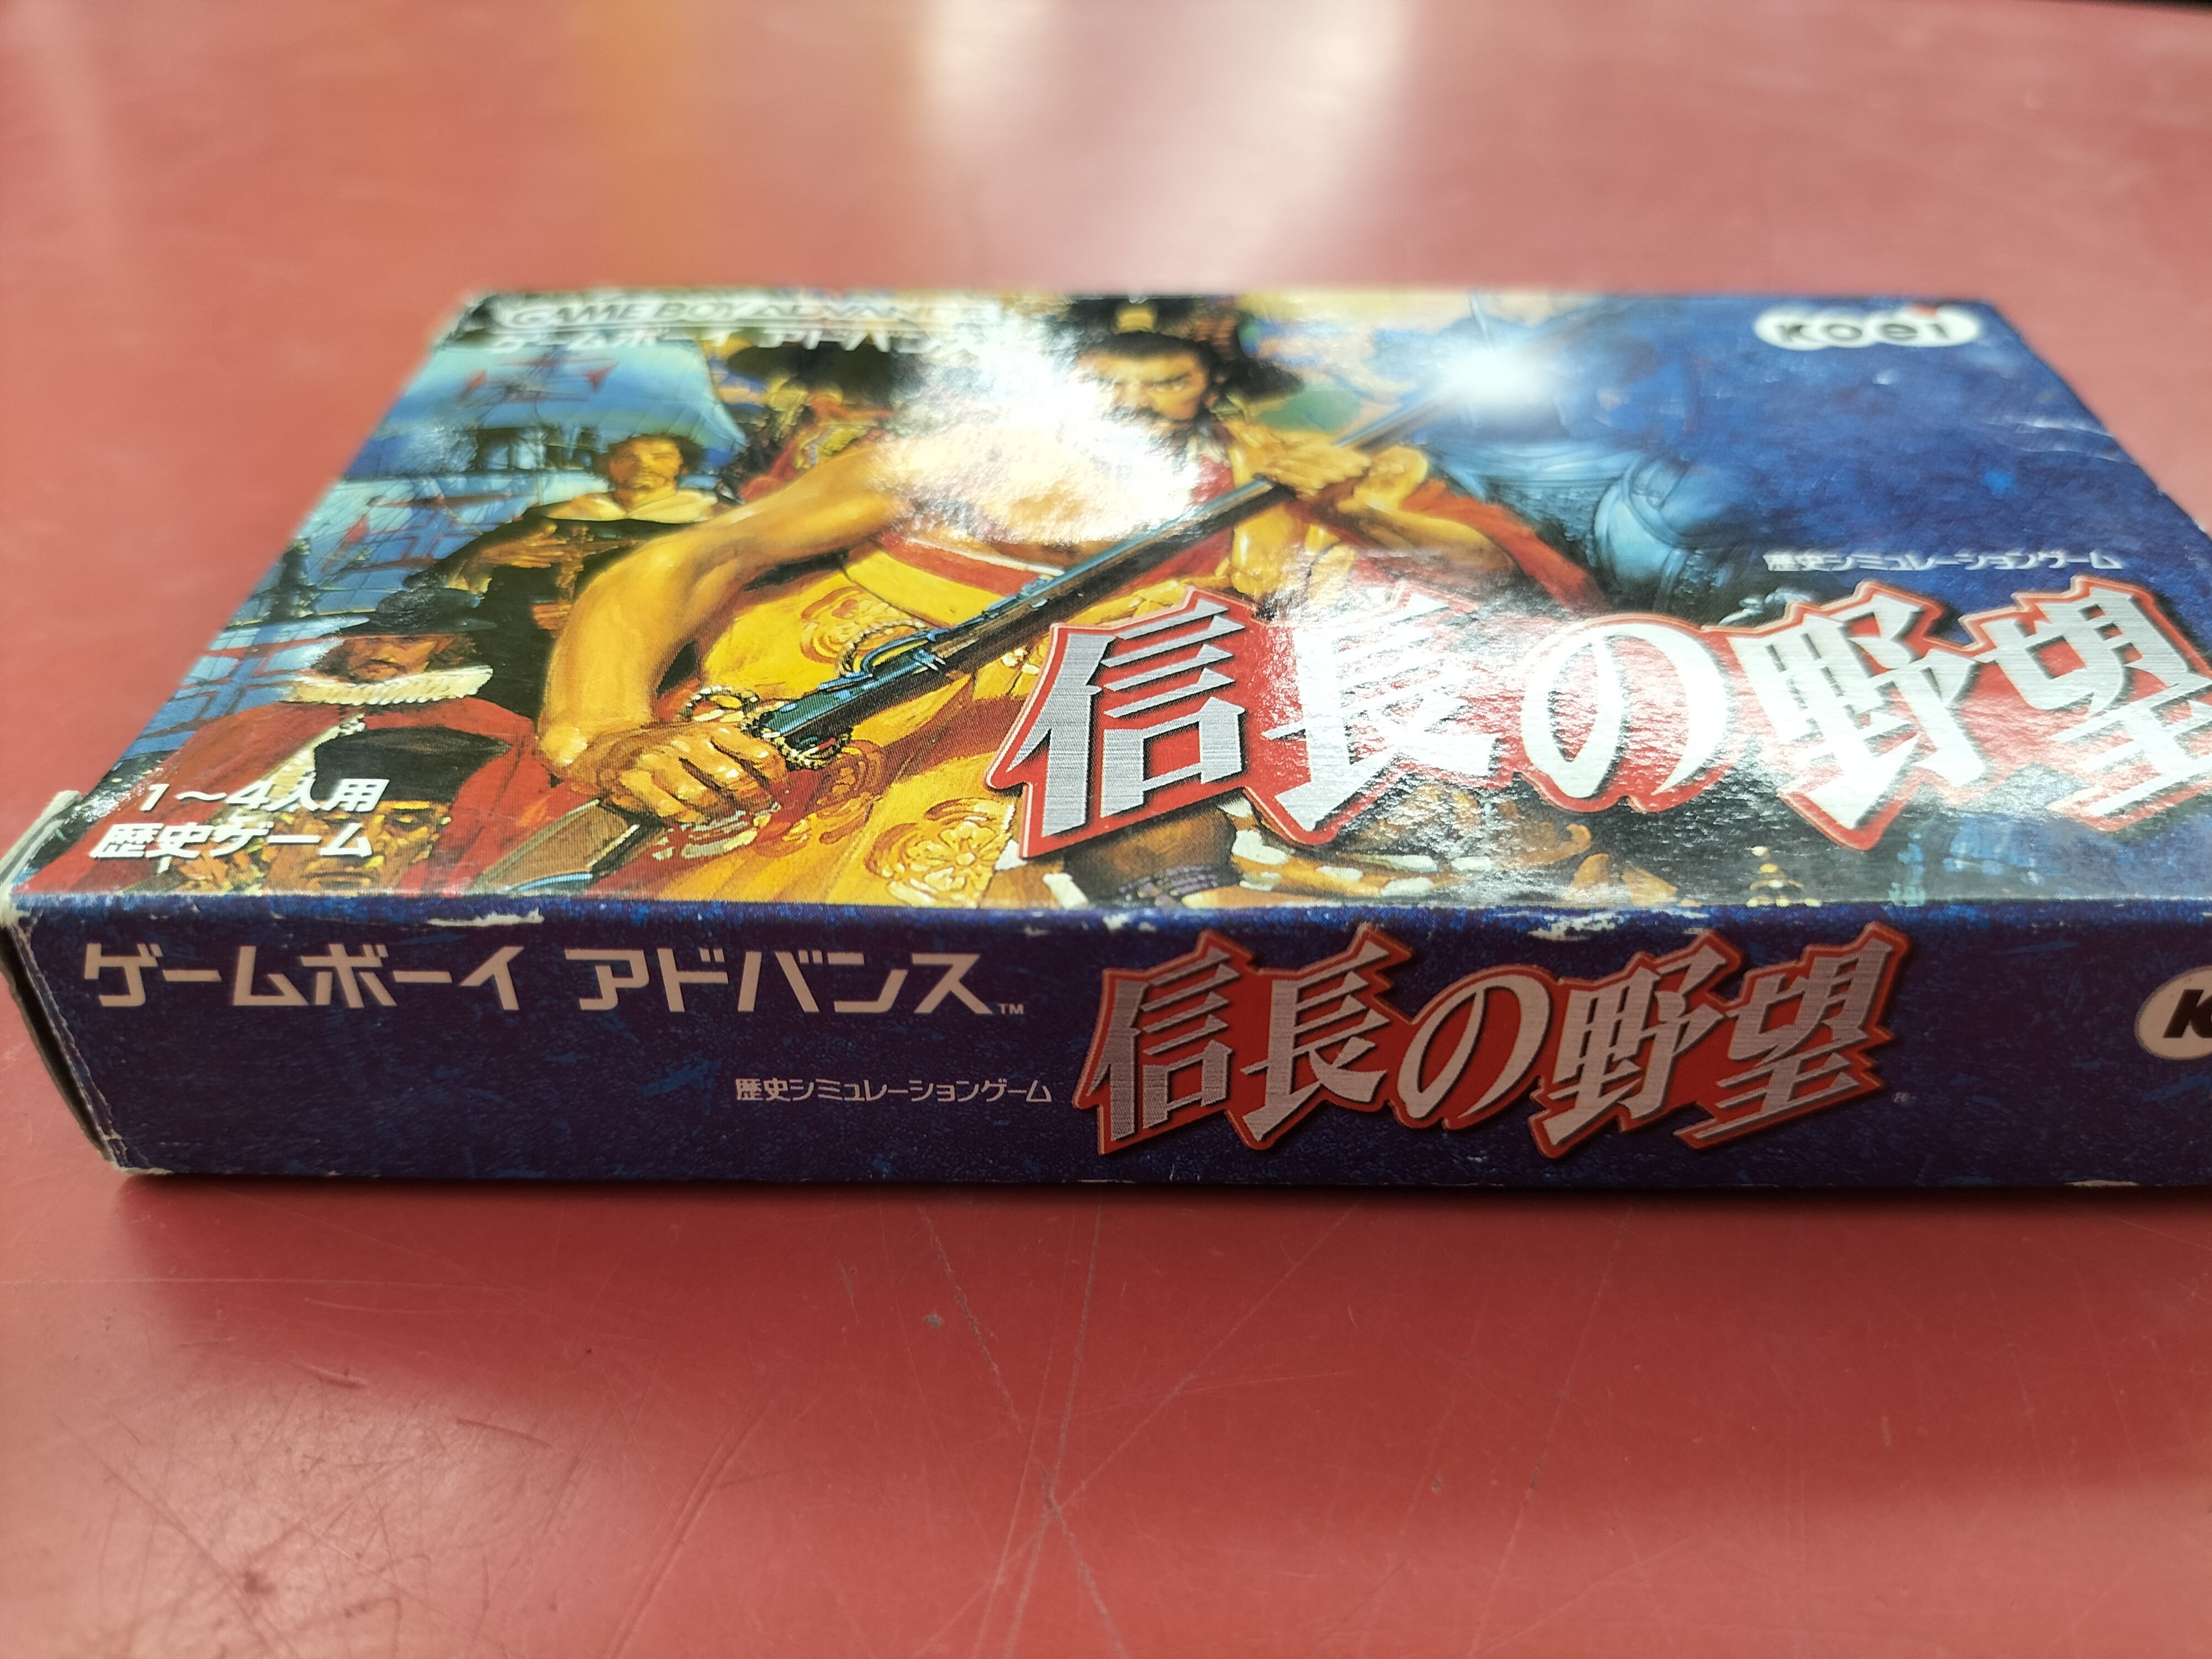 GAME BOY ADVANCE
ゲームボーイ アドバンス
KOEI
歴史シミュレーションゲーム
信長の野望
1～4人用
歴史ゲーム
ゲームボーイ アドバンス™
歴史シミュレーションゲーム
信長の野望
K